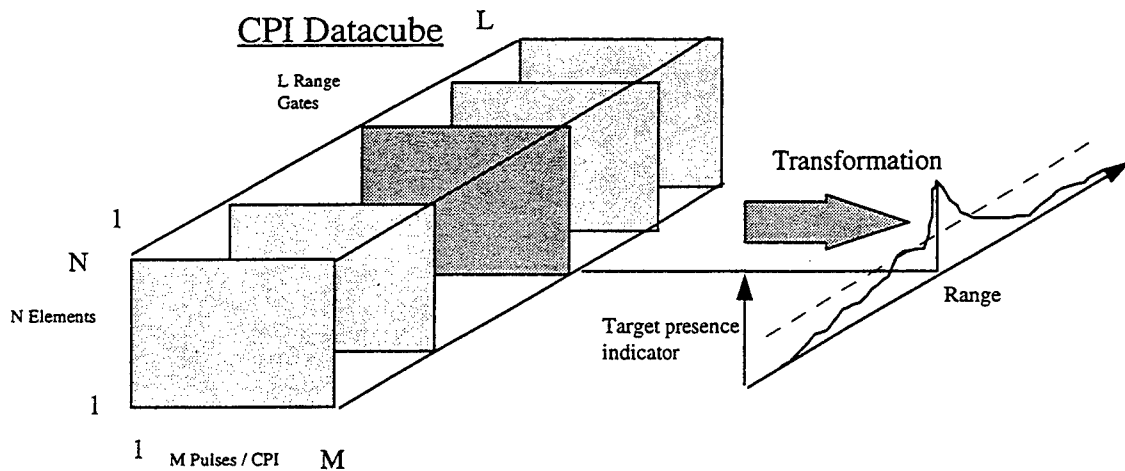 CPI Datacube
L
L Range
Gates
Transformation
1
N
N Elements
Range
Target presence
indicator
1
1
M Pulses / CPI
M